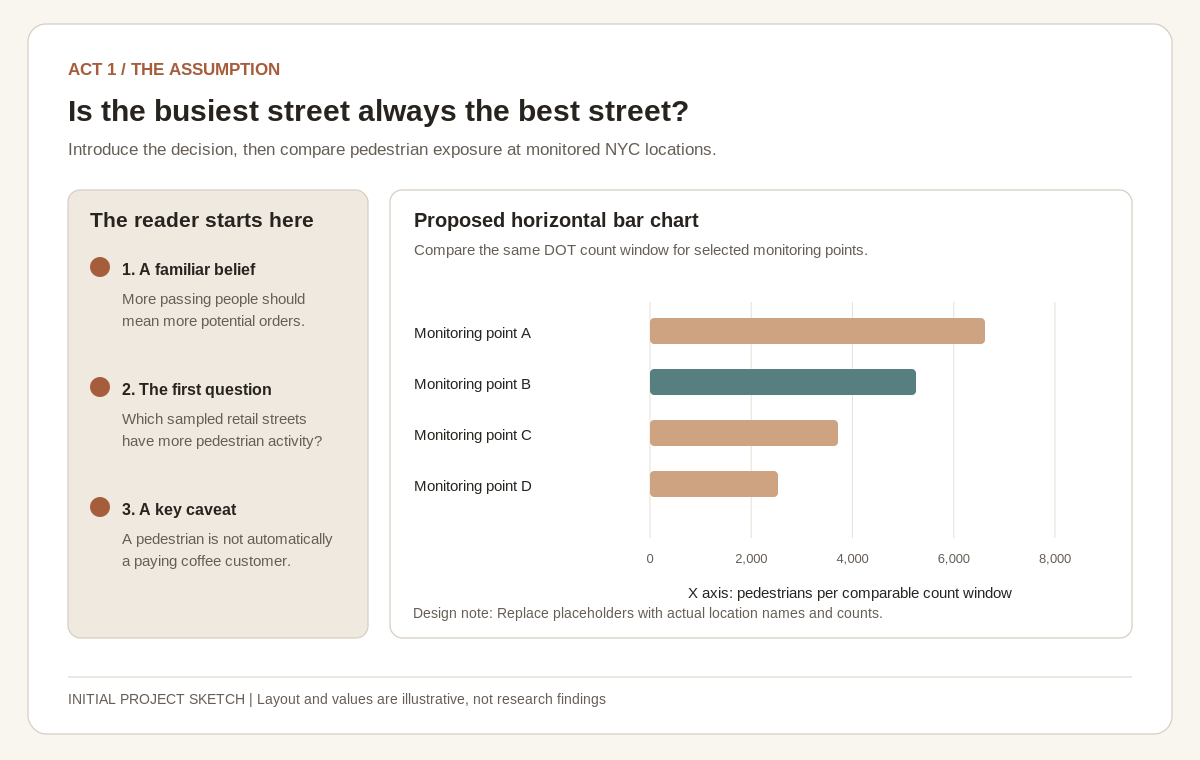 ACT 1 / THE ASSUMPTION
Is the busiest street always the best street?
Introduce the decision, then compare pedestrian exposure at monitored NYC locations.
The reader starts here
1. A familiar belief
More passing people should
mean more potential orders.
2. The first question
Which sampled retail streets
have more pedestrian activity?
3. A key caveat
A pedestrian is not automatically
a paying coffee customer.
Proposed horizontal bar chart
Compare the same DOT count window for selected monitoring points.
Monitoring point A
Monitoring point B
Monitoring point C
Monitoring point D
0 2,000 4,000 6,000 8,000
X axis: pedestrians per comparable count window
Design note: Replace placeholders with actual location names and counts.
INITIAL PROJECT SKETCH | Layout and values are illustrative, not research findings